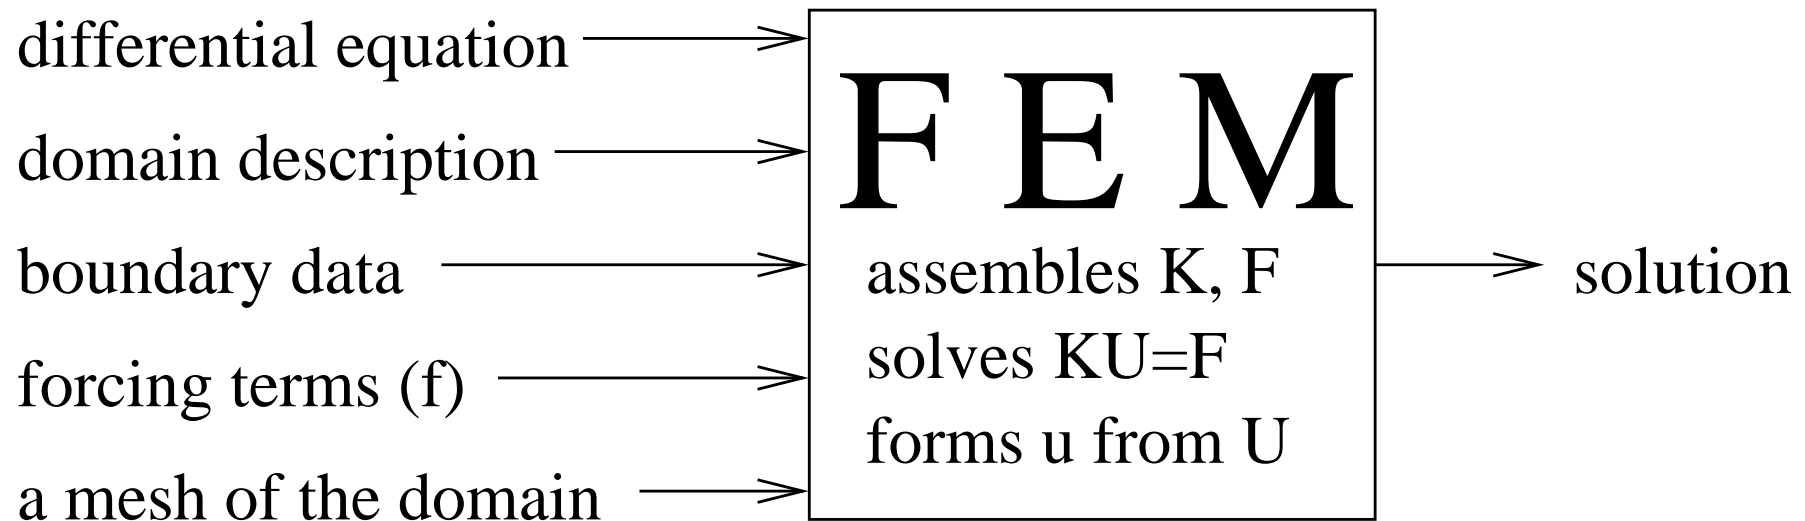 differential equation
domain description
boundary data
forcing terms (f)
a mesh of the domain
F E M
assembles K, F
solves KU=F
forms u from U
solution